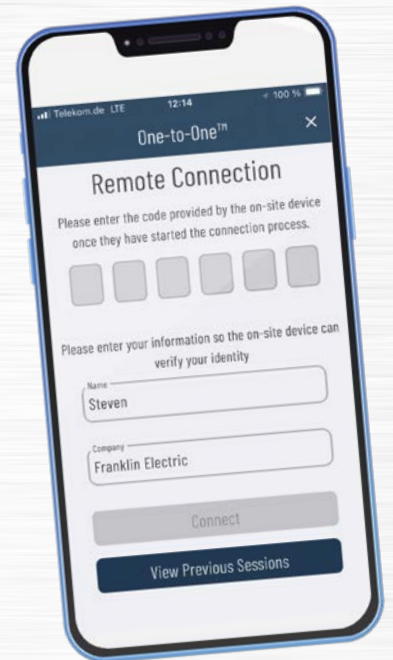 Telekom.de LTE 12:14 100 %
One-to-One™ ×
Remote Connection
Please enter the code provided by the on-site device
once they have started the connection process.
Please enter your information so the on-site device can
verify your identity
Name
Steven
Company
Franklin Electric
Connect
View Previous Sessions